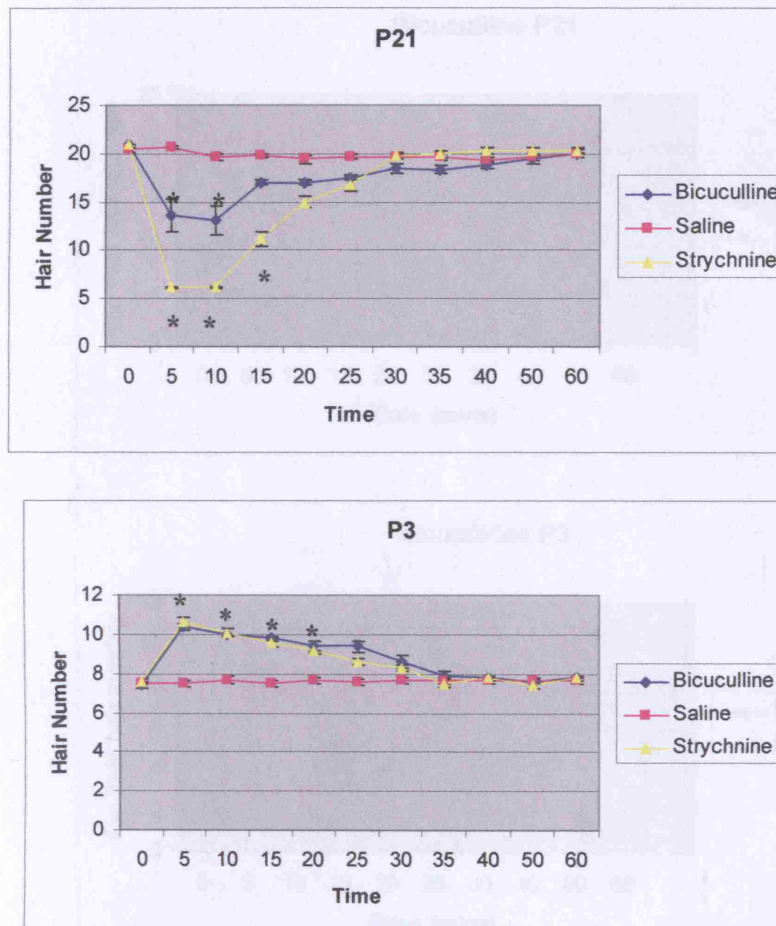 P21
25
20
15
10
5
0
Hair Number
* *
*
* *
0 5 10 15 20 25 30 35 40 50 60
Time
Bicuculline
Saline
Strychnine
P3
12
10
8
6
4
2
0
Hair Number
* * * *
0 5 10 15 20 25 30 35 40 50 60
Time
Bicuculline
Saline
Strychnine